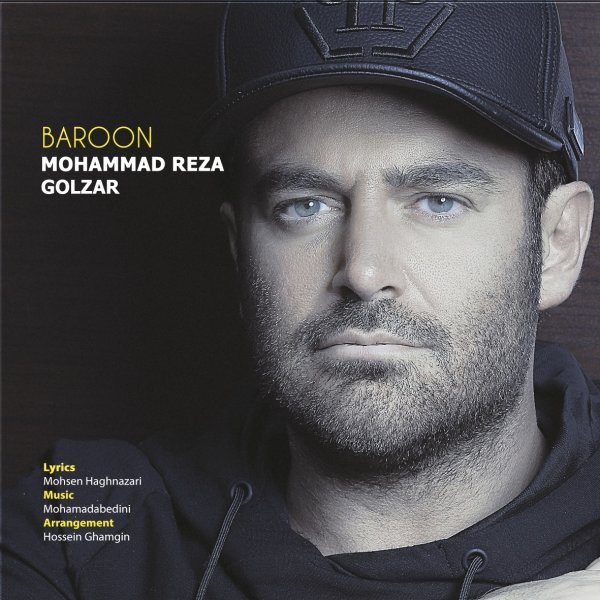 BAROON
MOHAMMAD REZA
GOLZAR
Lyrics
Mohsen Haghnazari
Music
Mohamadabedini
Arrangement
Hossein Ghamgin